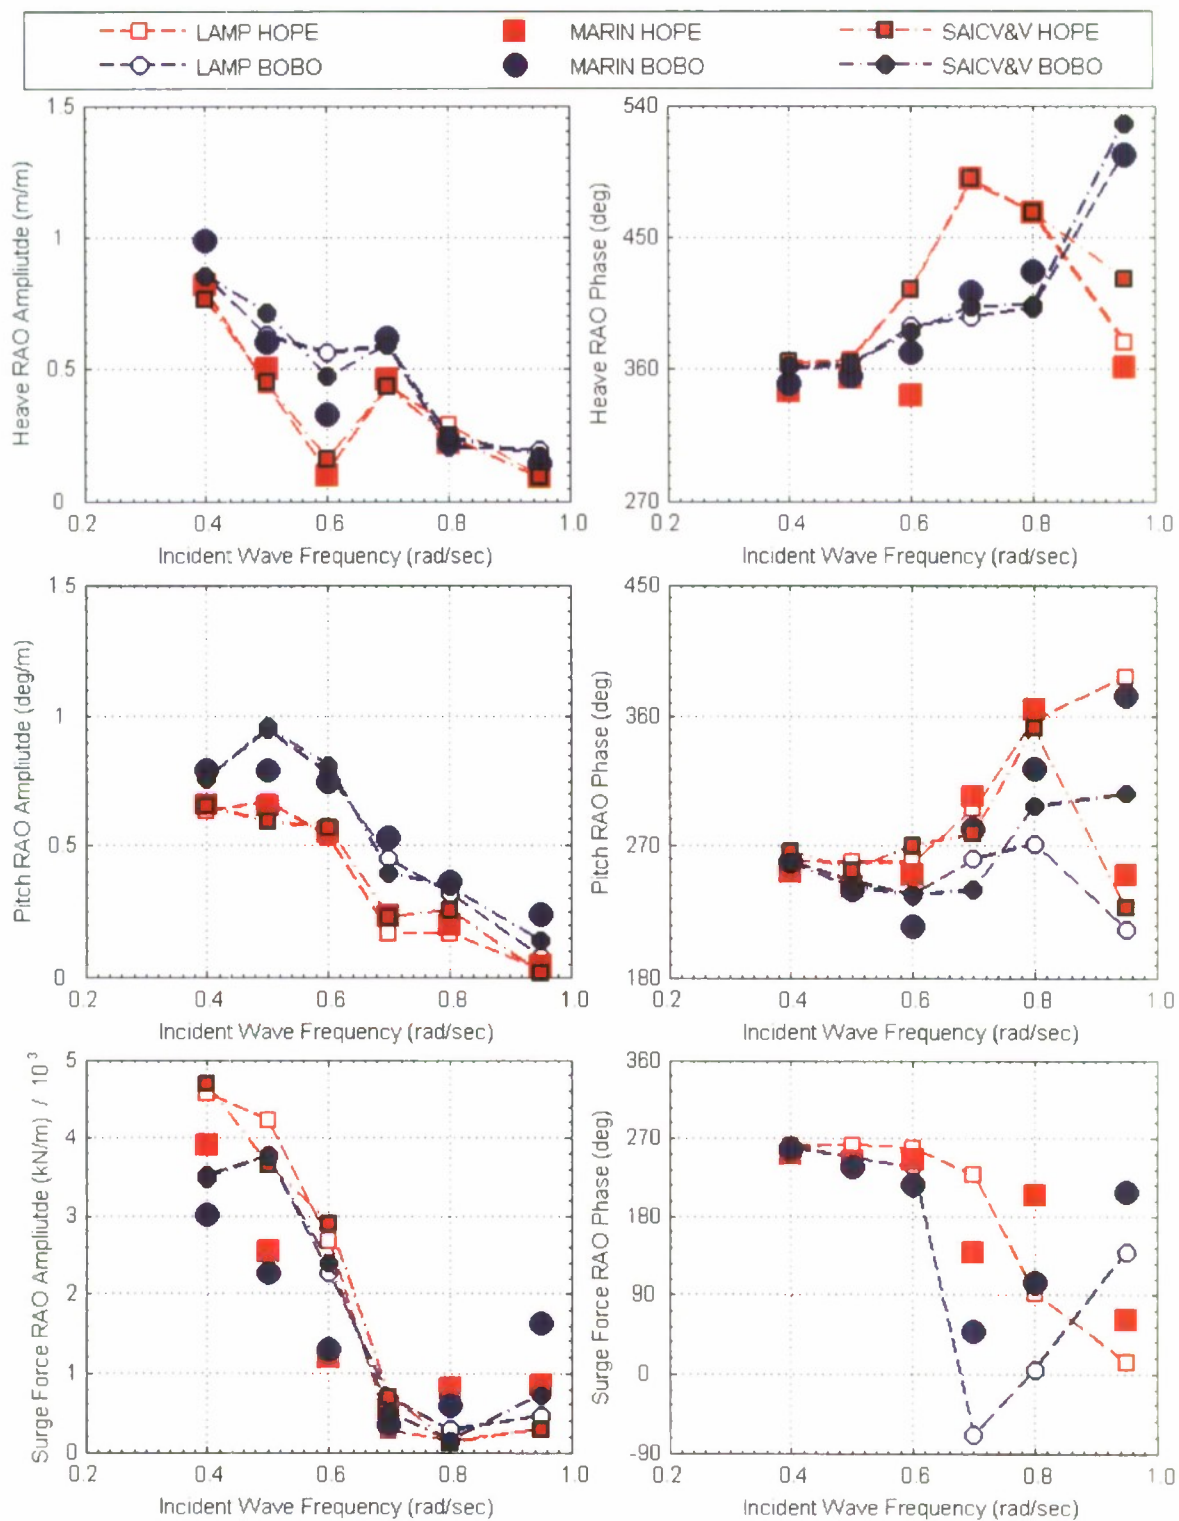 LAMP HOPE MARIN HOPE SAICV&V HOPE
LAMP BOBO MARIN BOBO SAICV&V BOBO
Heave RAO Ampliutde (m/m)
1.5
1
0.5
0
0.2 0.4 0.6 0.8 1.0
Incident Wave Frequency (rad/sec)
Heave RAO Phase (deg)
540
450
360
270
0.2 0.4 0.6 0.8 1.0
Incident Wave Frequency (rad/sec)
Pitch RAO Ampliutde (deg/m)
1.5
1
0.5
0
0.2 0.4 0.6 0.8 1.0
Incident Wave Frequency (rad/sec)
Pitch RAO Phase (deg)
450
360
270
180
0.2 0.4 0.6 0.8 1.0
Incident Wave Frequency (rad/sec)
Surge Force RAO Ampliutde (kN/m) / 10³
5
4
3
2
1
0
0.2 0.4 0.6 0.8 1.0
Incident Wave Frequency (rad/sec)
Surge Force RAO Phase (deg)
360
270
180
90
0
-90
0.2 0.4 0.6 0.8 1.0
Incident Wave Frequency (rad/sec)